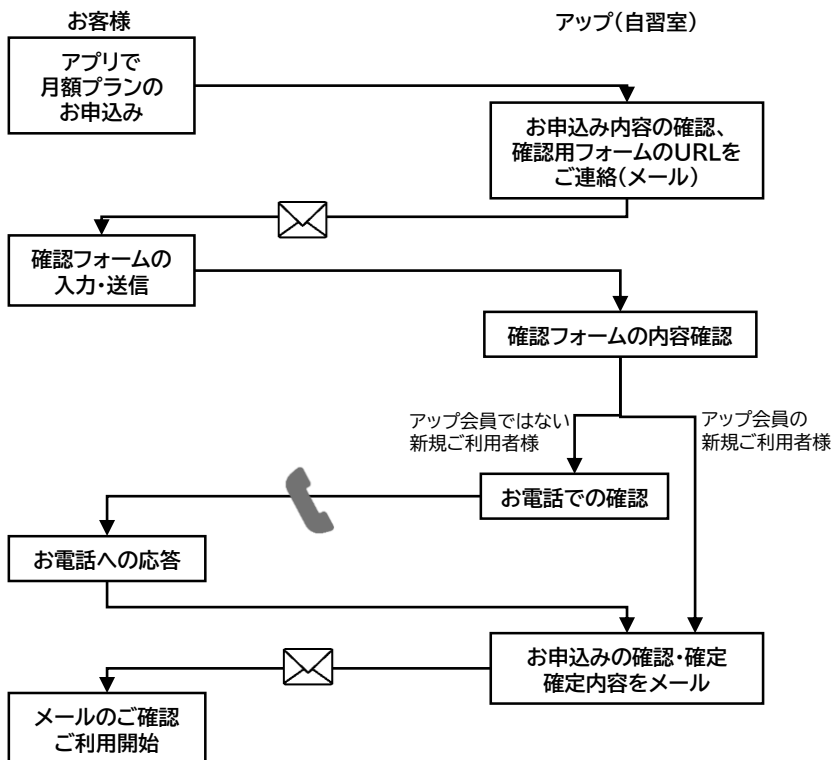 お客様
アップ(自習室)
アプリで
月額プランの
お申込み
お申込み内容の確認、
確認用フォームのURLを
ご連絡(メール)
確認フォームの
入力・送信
確認フォームの内容確認
アップ会員ではない
新規ご利用者様
アップ会員の
新規ご利用者様
お電話での確認
お電話への応答
お申込みの確認・確定
確定内容をメール
メールのご確認
ご利用開始